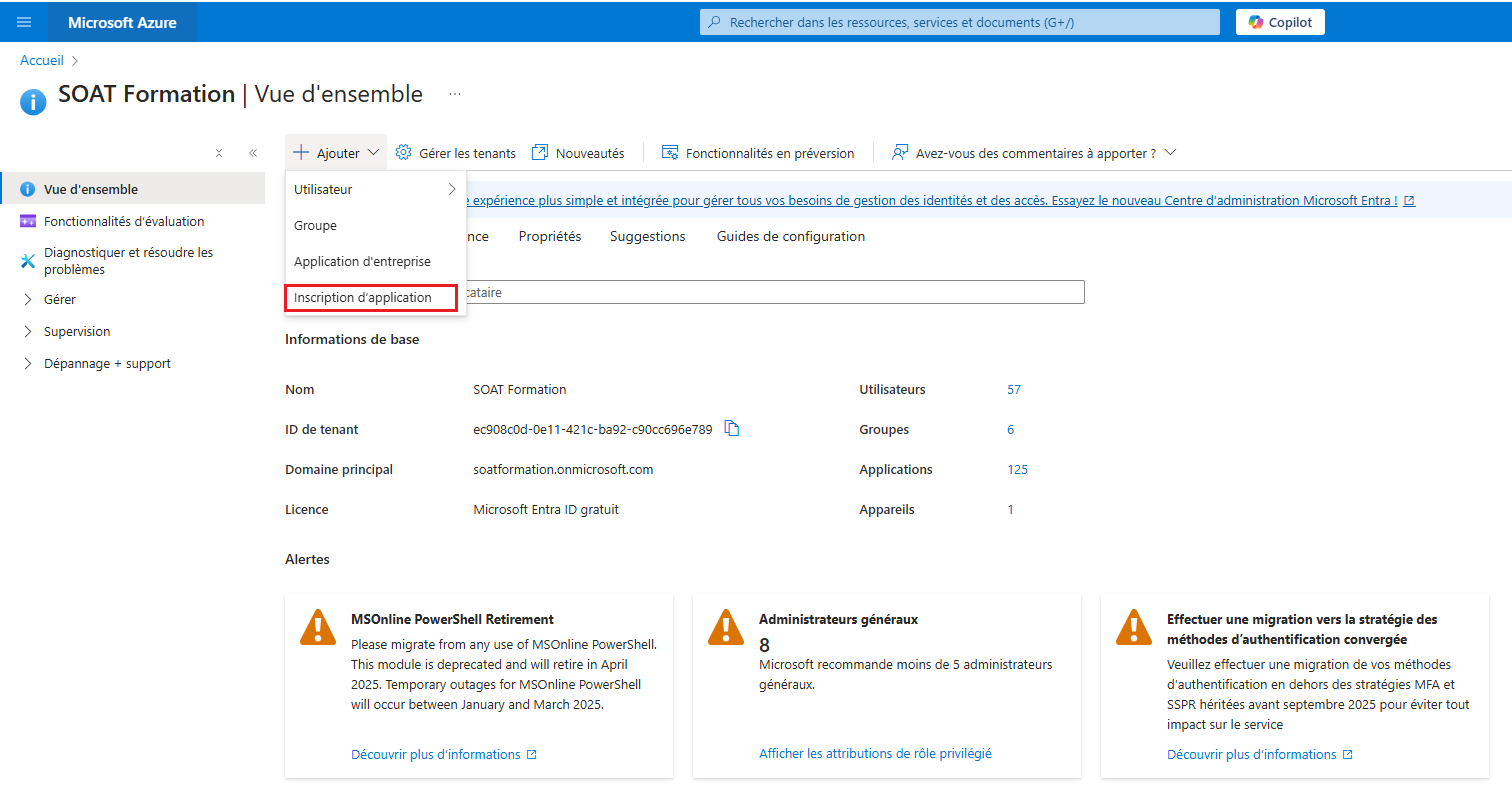 Microsoft Azure
Rechercher dans les ressources, services et documents (G+/)
Copilot
Accueil
SOAT Formation | Vue d'ensemble
Ajouter
Gérer les tenants
Nouveautés
Fonctionnalités en préversion
Avez-vous des commentaires à apporter ?
Vue d'ensemble
Fonctionnalités d'évaluation
Diagnostiquer et résoudre les
problèmes
Gérer
Supervision
Dépannage + support
Utilisateur
Groupe
Application d'entreprise
Inscription d'application
expérience plus simple et intégrée pour gérer tous vos besoins de gestion des identités et des accès. Essayez le nouveau Centre d'administration Microsoft Entra !
nce
Propriétés
Suggestions
Guides de configuration
cataire
Informations de base
Nom
SOAT Formation
Utilisateurs
57
ID de tenant
ec908c0d-0e11-421c-ba92-c90cc696e789
Groupes
6
Domaine principal
soatformation.onmicrosoft.com
Applications
125
Licence
Microsoft Entra ID gratuit
Appareils
1
Alertes
MSOnline PowerShell Retirement
Please migrate from any use of MSOnline PowerShell.
This module is deprecated and will retire in April
2025. Temporary outages for MSOnline PowerShell
will occur between January and March 2025.
Découvrir plus d'informations
Administrateurs généraux
8
Microsoft recommande moins de 5 administrateurs
généraux.
Afficher les attributions de rôle privilégié
Effectuer une migration vers la stratégie des
méthodes d'authentification convergée
Veuillez effectuer une migration de vos méthodes
d'authentification en dehors des stratégies MFA et
SSPR héritées avant septembre 2025 pour éviter tout
impact sur le service
Découvrir plus d'informations